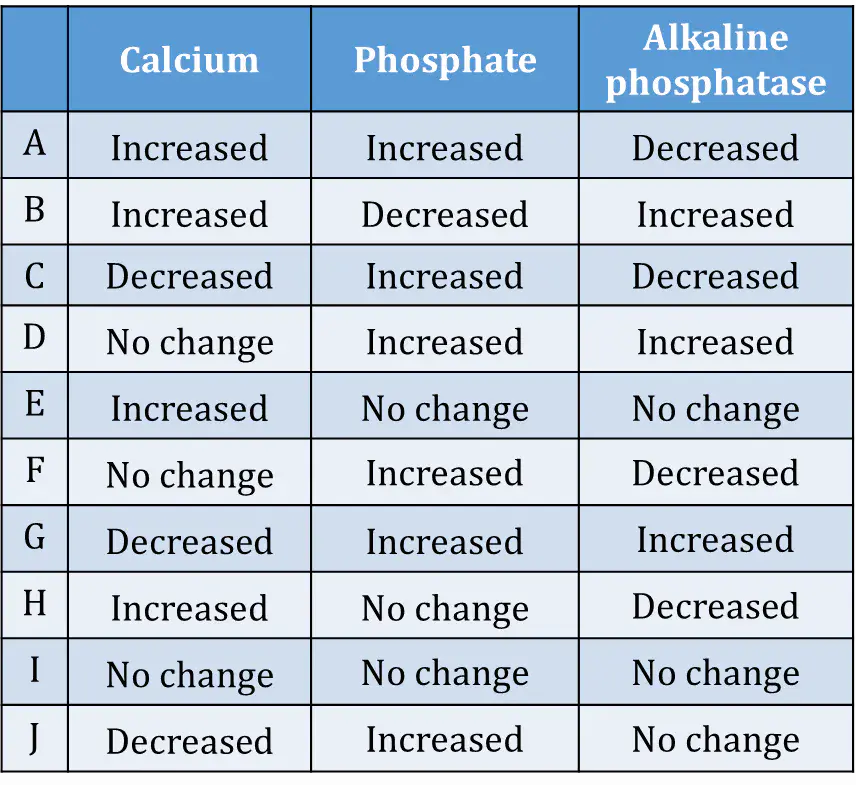 Calcium Phosphate Alkaline phosphatase
A Increased Increased Decreased
B Increased Decreased Increased
C Decreased Increased Decreased
D No change Increased Increased
E Increased No change No change
F No change Increased Decreased
G Decreased Increased Increased
H Increased No change Decreased
I No change No change No change
J Decreased Increased No change